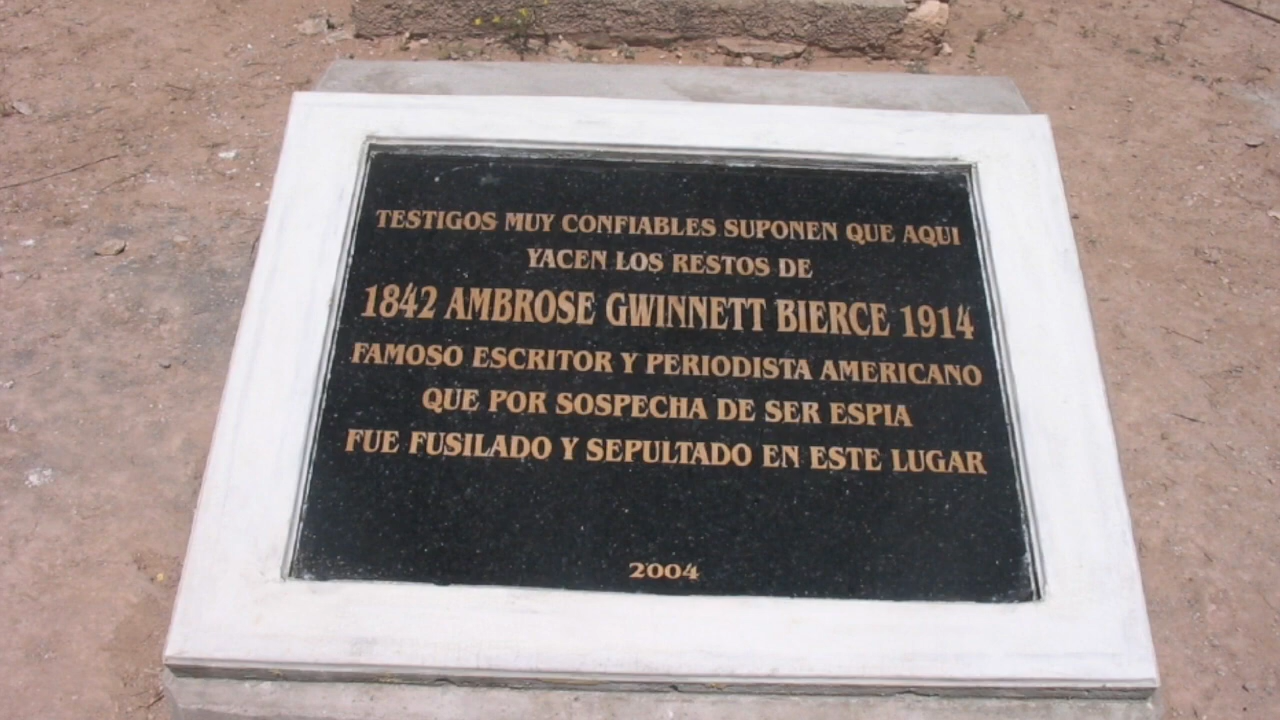 TESTIGOS MUY CONFIABLES SUPONEN QUE AQUI
YACEN LOS RESTOS DE
1842 AMBROSE GWINNETT BIERCE 1914
FAMOSO ESCRITOR Y PERIODISTA AMERICANO
QUE POR SOSPECHA DE SER ESPIA
FUE FUSILADO Y SEPULTADO EN ESTE LUGAR
2004